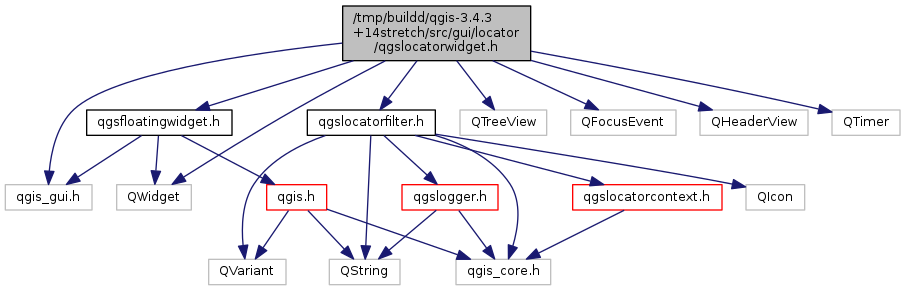 /tmp/buildd/qgis-3.4.3
+14stretch/src/gui/locator
/qgslocatorwidget.h
qgsfloatingwidget.h
qgslocatorfilter.h
QTreeView
QFocusEvent
QHeaderView
QTimer
qgis_gui.h
QWidget
qgis.h
qgslogger.h
qgslocatorcontext.h
QIcon
QVariant
QString
qgis_core.h